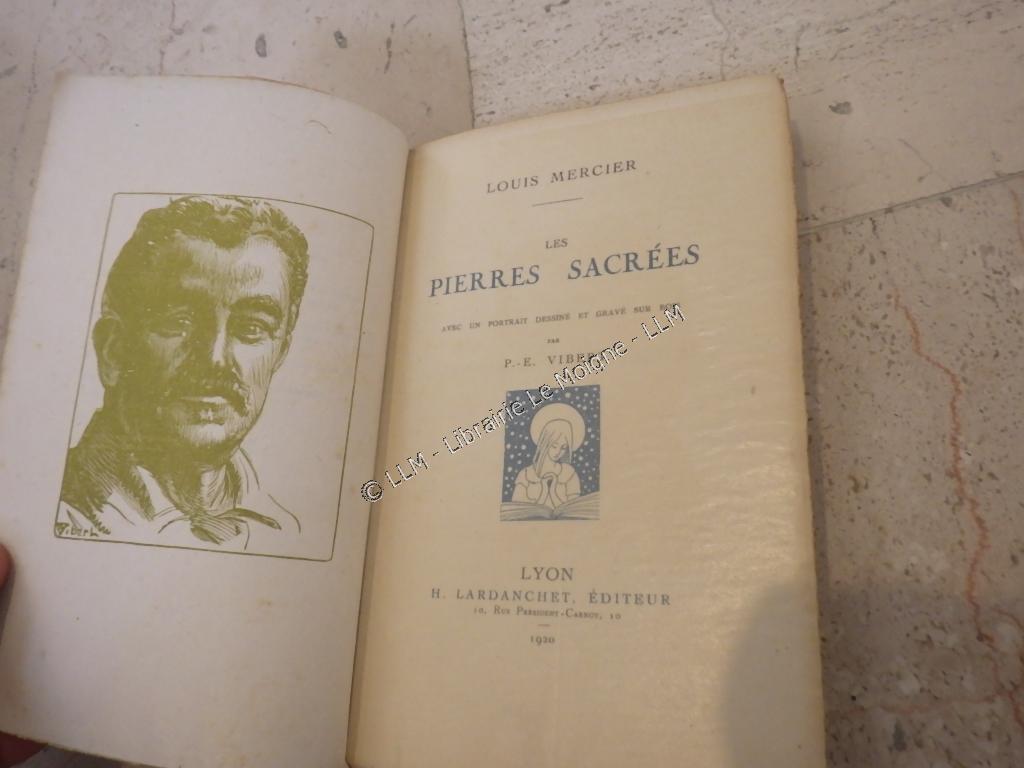 Vibert
LOUIS MERCIER
LES
PIERRES SACRÉES
AVEC UN PORTRAIT DESSINÉ ET GRAVÉ SUR BOIS
PAR
P.-E. VIBERT
© LLM - Librairie Le Moigne - LLM
LYON
H. LARDANCHET, ÉDITEUR
10, RUE PRÉSIDENT-CARNOT, 10
1920